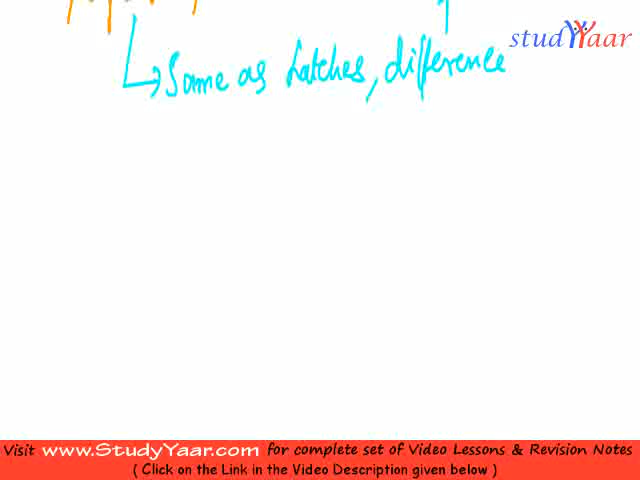 studYYaar
Same as Latches, difference
Visit www.StudyYaar.com for complete set of Video Lessons & Revision Notes
( Click on the Link in the Video Description given below )